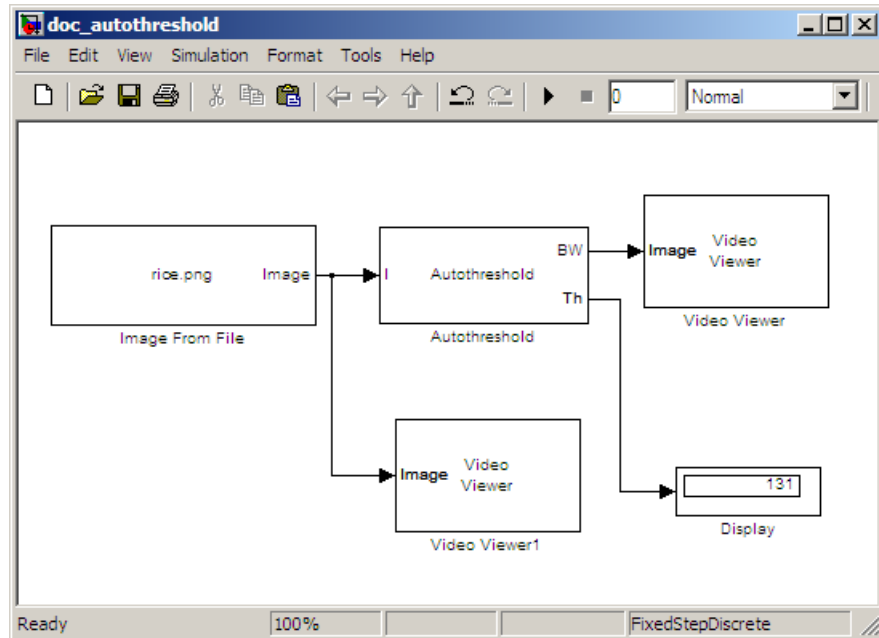 doc_autothreshold
File Edit View Simulation Format Tools Help
0 Normal
rice.png Image
Image From File
I Autothreshold BW Th
Autothreshold
Image Video Viewer
Video Viewer
Image Video Viewer
Video Viewer1
131
Display
Ready 100% FixedStepDiscrete